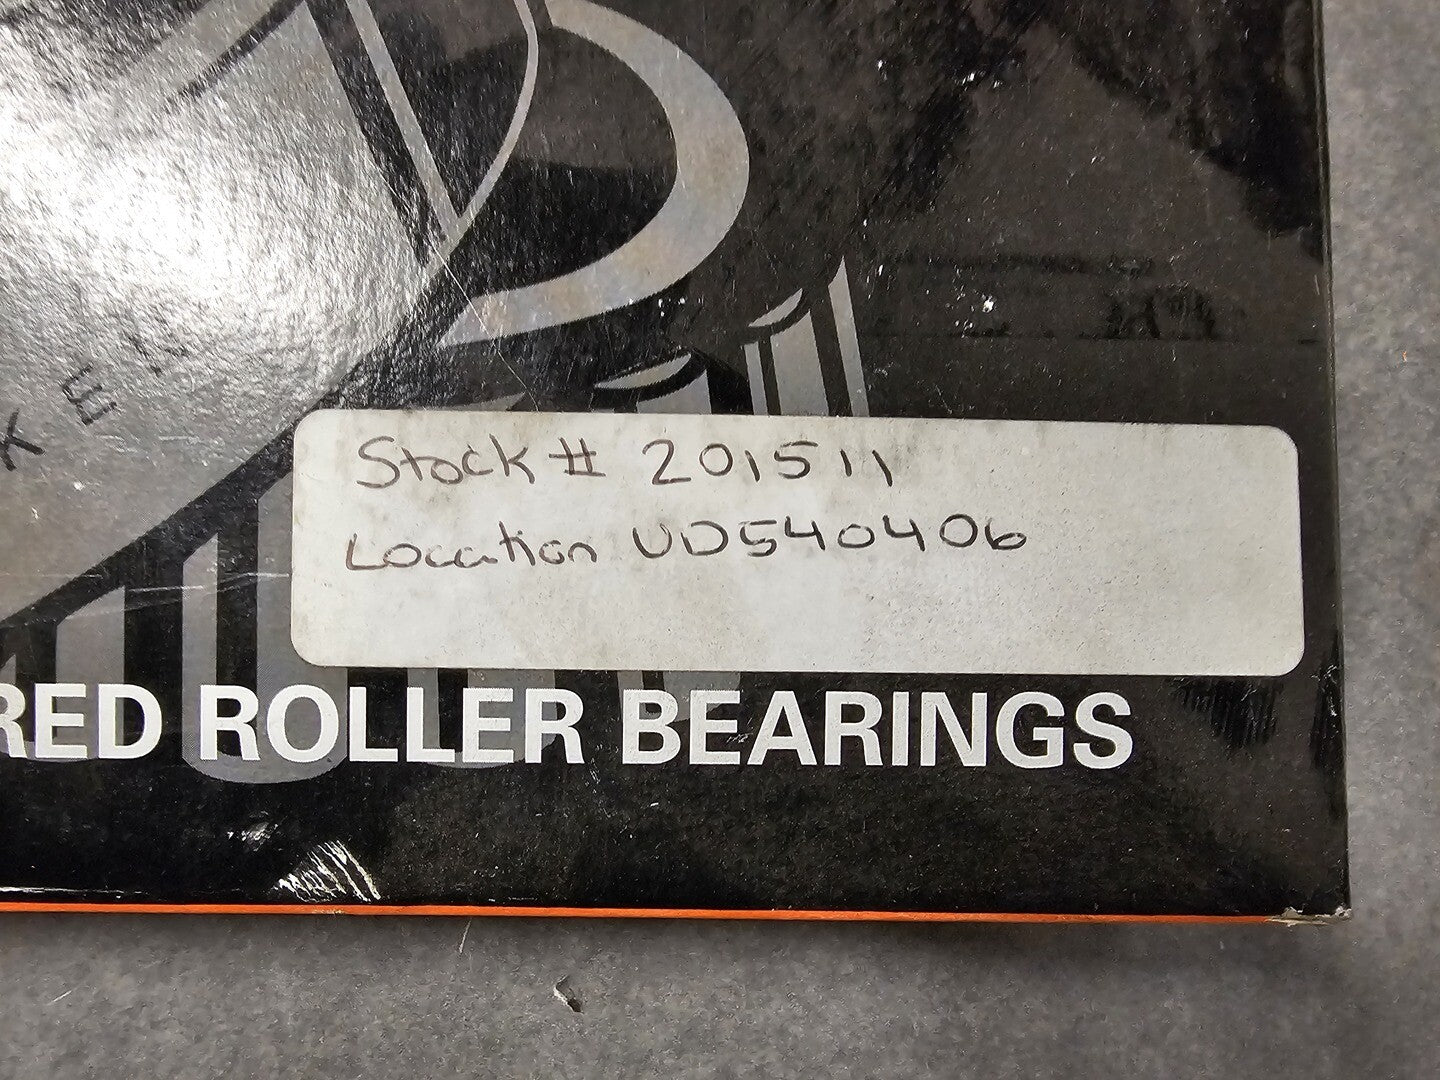 Stock # 201511
Location UD540406
RED ROLLER BEARINGS